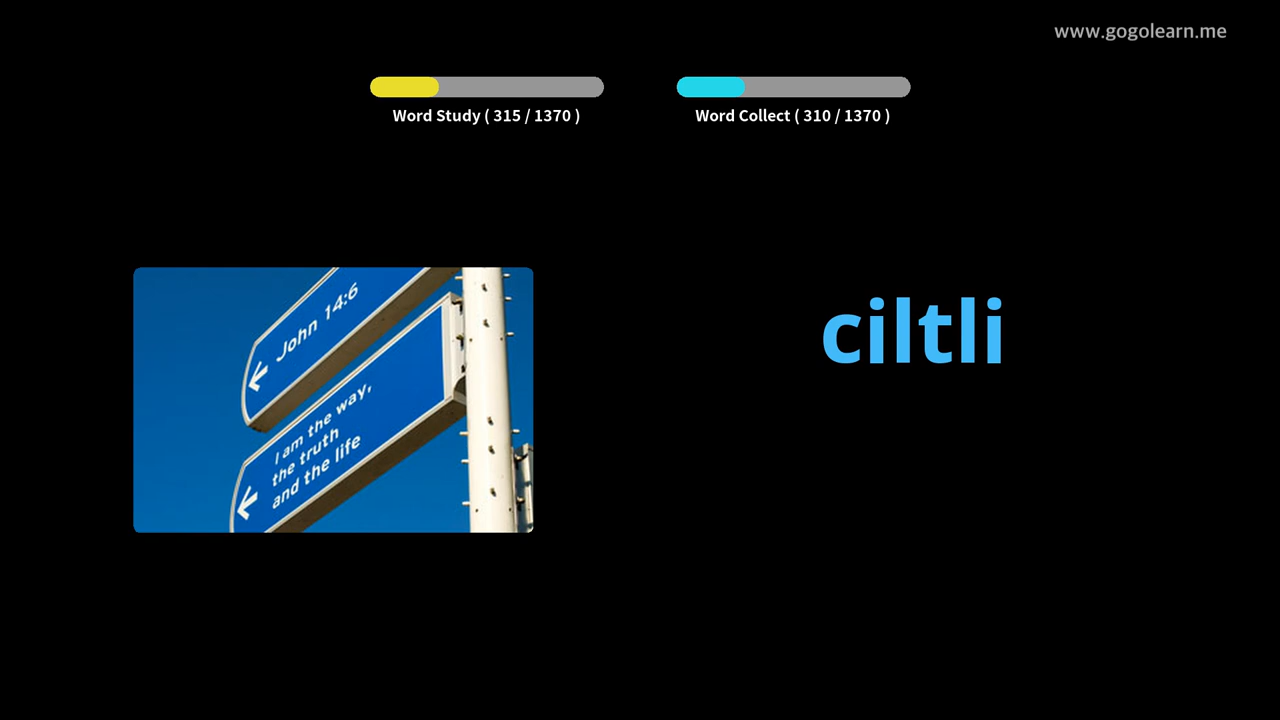 www.gogolearn.me
Word Study ( 315 / 1370 )
Word Collect ( 310 / 1370 )
John 14:6
I am the way,
the truth
and the life
ciltli